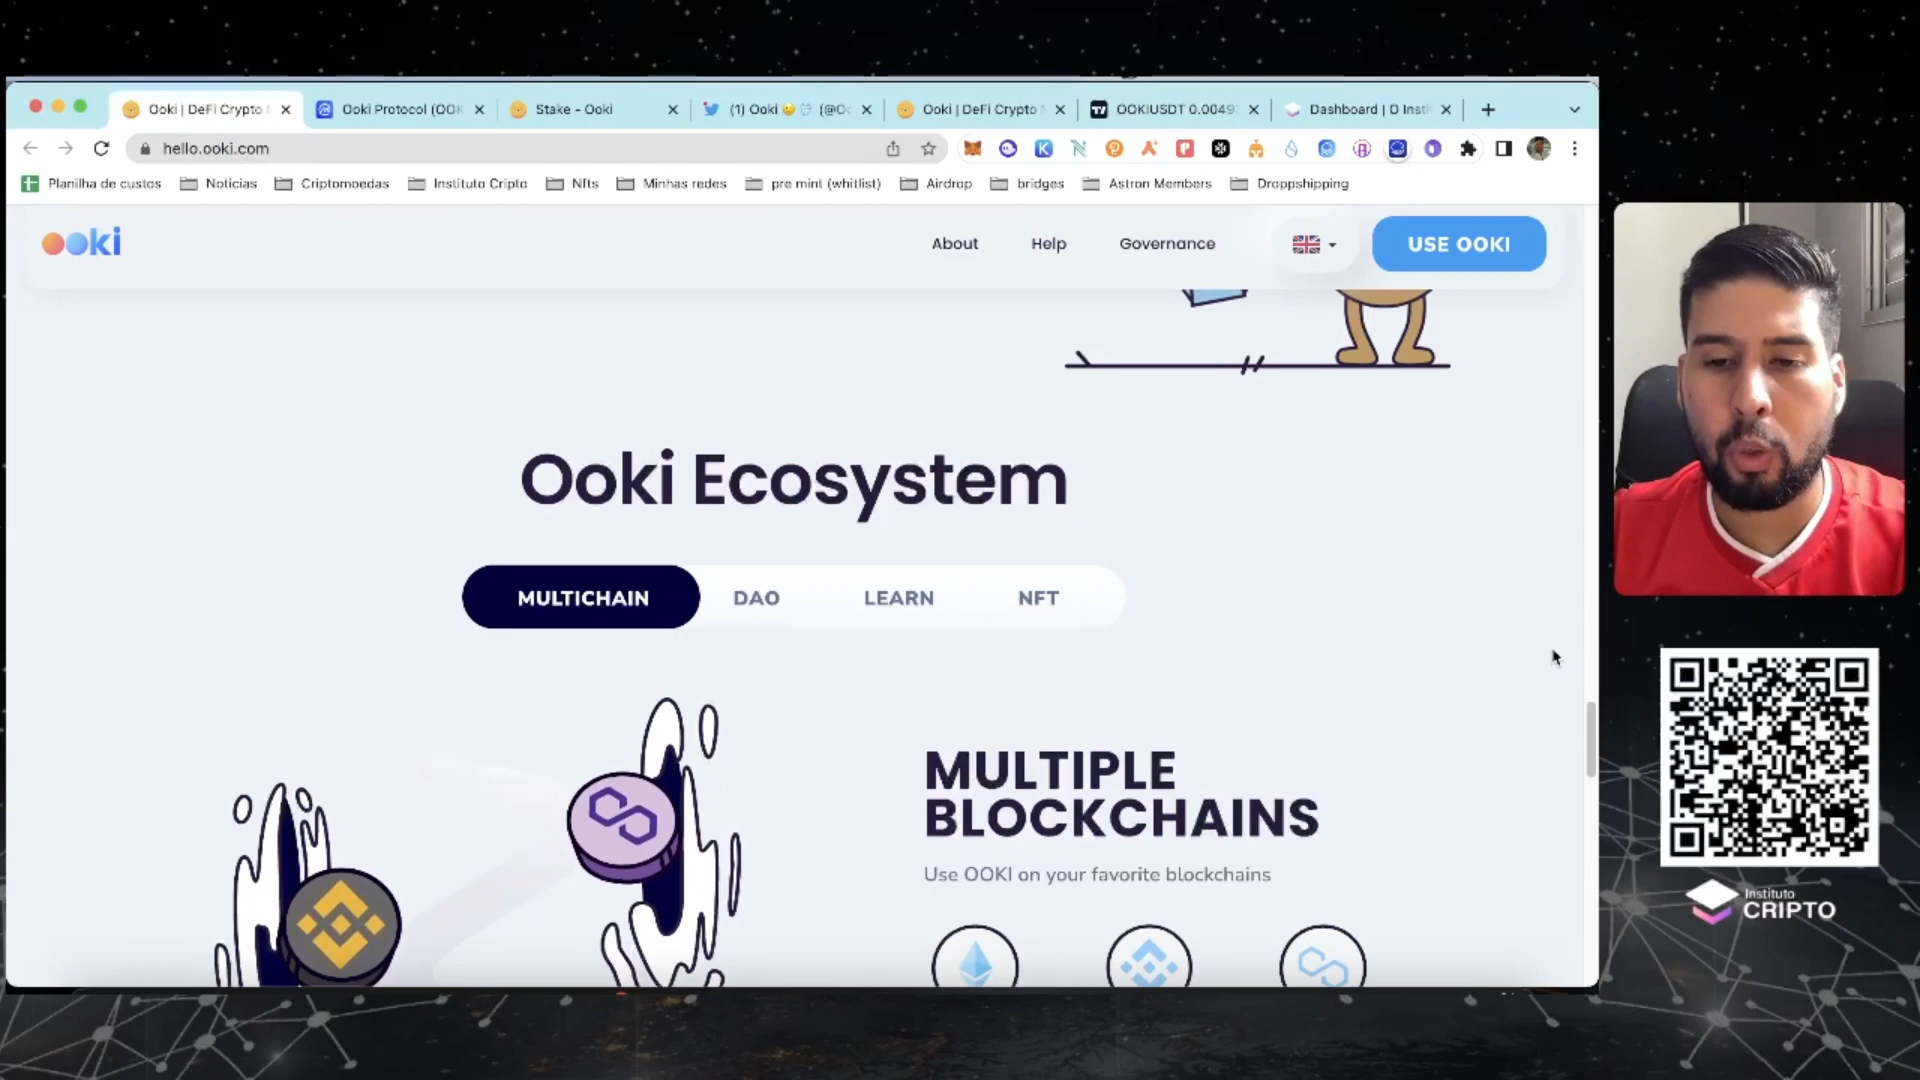 Ooki | DeFi Crypto
Ooki Protocol (OOK
Stake - Ooki
(1) Ooki
Ooki | DeFi Crypto
OOKIUSDT 0.0049
Dashboard | O Insti
hello.ooki.com
Planilha de custos
Noticias
Criptomoedas
Instituto Cripto
Nfts
Minhas redes
pre mint (whitlist)
Airdrop
bridges
Astron Members
Droppshipping
ooki
About
Help
Governance
USE OOKI
Ooki Ecosystem
MULTICHAIN
DAO
LEARN
NFT
MULTIPLE
BLOCKCHAINS
Use OOKI on your favorite blockchains
Instituto
CRIPTO